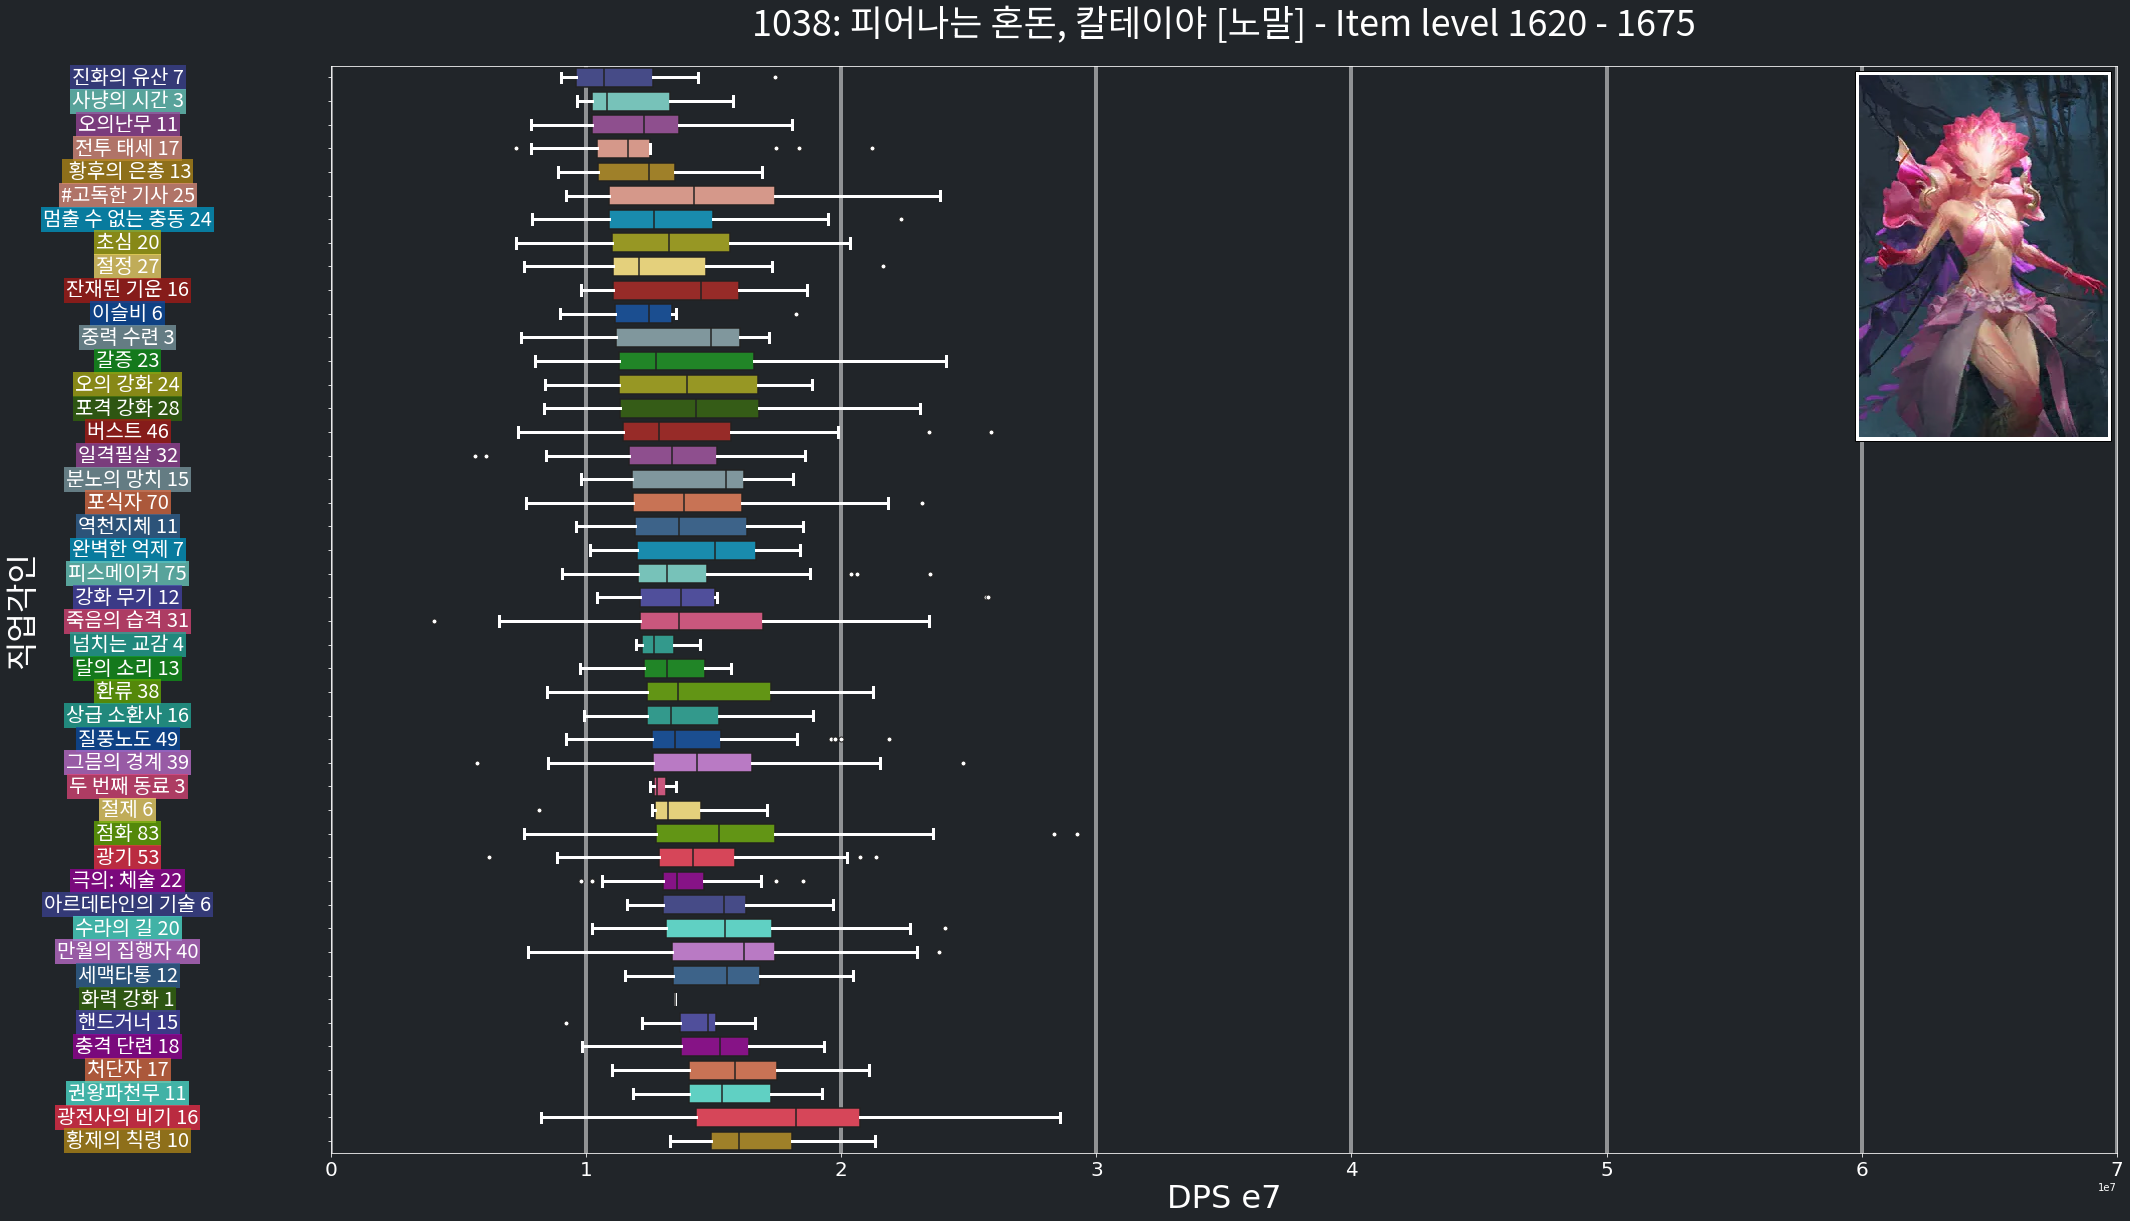 1038: 피어나는 혼돈, 칼테이야 [노말] - Item level 1620 - 1675
진화의 유산 7
사냥의 시간 3
오의난무 11
전투 태세 17
황후의 은총 13
#고독한 기사 25
멈출 수 없는 충동 24
초심 20
절정 27
잔재된 기운 16
이슬비 6
중력 수련 3
갈증 23
오의 강화 24
포격 강화 28
버스트 46
일격필살 32
분노의 망치 15
포식자 70
역천지체 11
완벽한 억제 7
피스메이커 75
강화 무기 12
죽음의 습격 31
넘치는 교감 4
달의 소리 13
환류 38
상급 소환사 16
질풍노도 49
그믐의 경계 39
두 번째 동료 3
절제 6
점화 83
광기 53
극의: 체술 22
아르데타인의 기술 6
수라의 길 20
만월의 집행자 40
세맥타통 12
화력 강화 1
핸드거너 15
충격 단련 18
처단자 17
권왕파천무 11
광전사의 비기 16
황제의 칙령 10
직업각인
0 1 2 3 4 5 6 7
DPS e7
1e7